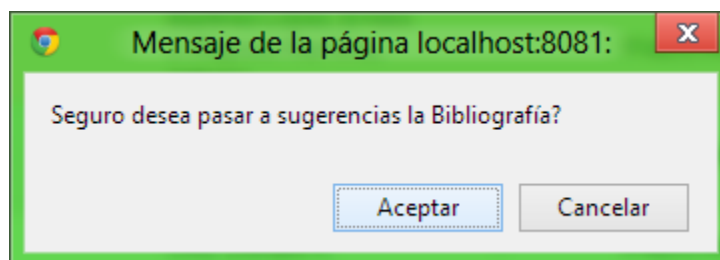 Mensaje de la página localhost:8081:
Seguro desea pasar a sugerencias la Bibliografía?
Aceptar Cancelar